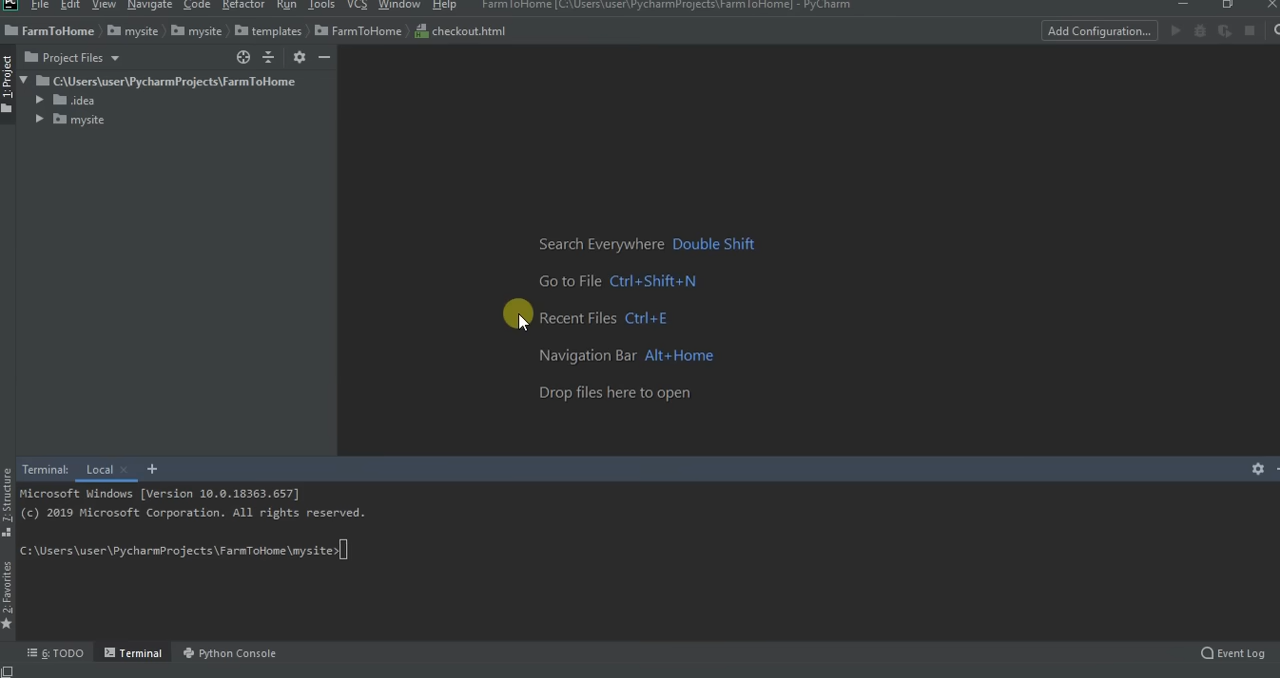 PC File Edit View Navigate Code Refactor Run Tools VCS Window Help FarmToHome [C:\Users\user\PycharmProjects\FarmToHome] - PyCharm
FarmToHome mysite mysite templates FarmToHome checkout.html Add Configuration...
1: Project
Project Files
C:\Users\user\PycharmProjects\FarmToHome
.idea
mysite
Search Everywhere Double Shift
Go to File Ctrl+Shift+N
Recent Files Ctrl+E
Navigation Bar Alt+Home
Drop files here to open
Terminal: Local
Microsoft Windows [Version 10.0.18363.657]
(c) 2019 Microsoft Corporation. All rights reserved.
C:\Users\user\PycharmProjects\FarmToHome\mysite>
7: Structure
2: Favorites
6: TODO Terminal Python Console Event Log